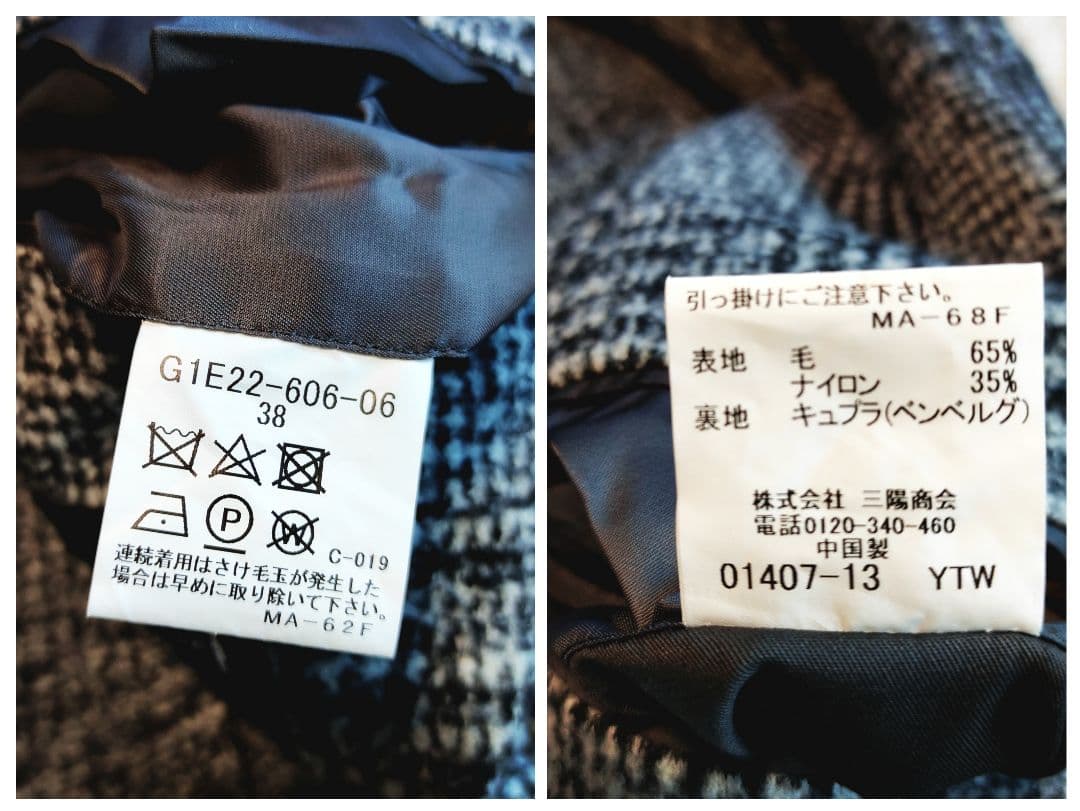 G1E22-606-06
38
P
W
C-019
連続着用はさけ毛玉が発生した
場合は早めに取り除いて下さい。
MA-62F
引っ掛けにご注意下さい。
MA-68F
表地 毛 65%
ナイロン 35%
裏地 キュプラ(ベンベルグ)
株式会社 三陽商会
電話0120-340-460
中国製
01407-13 YTW